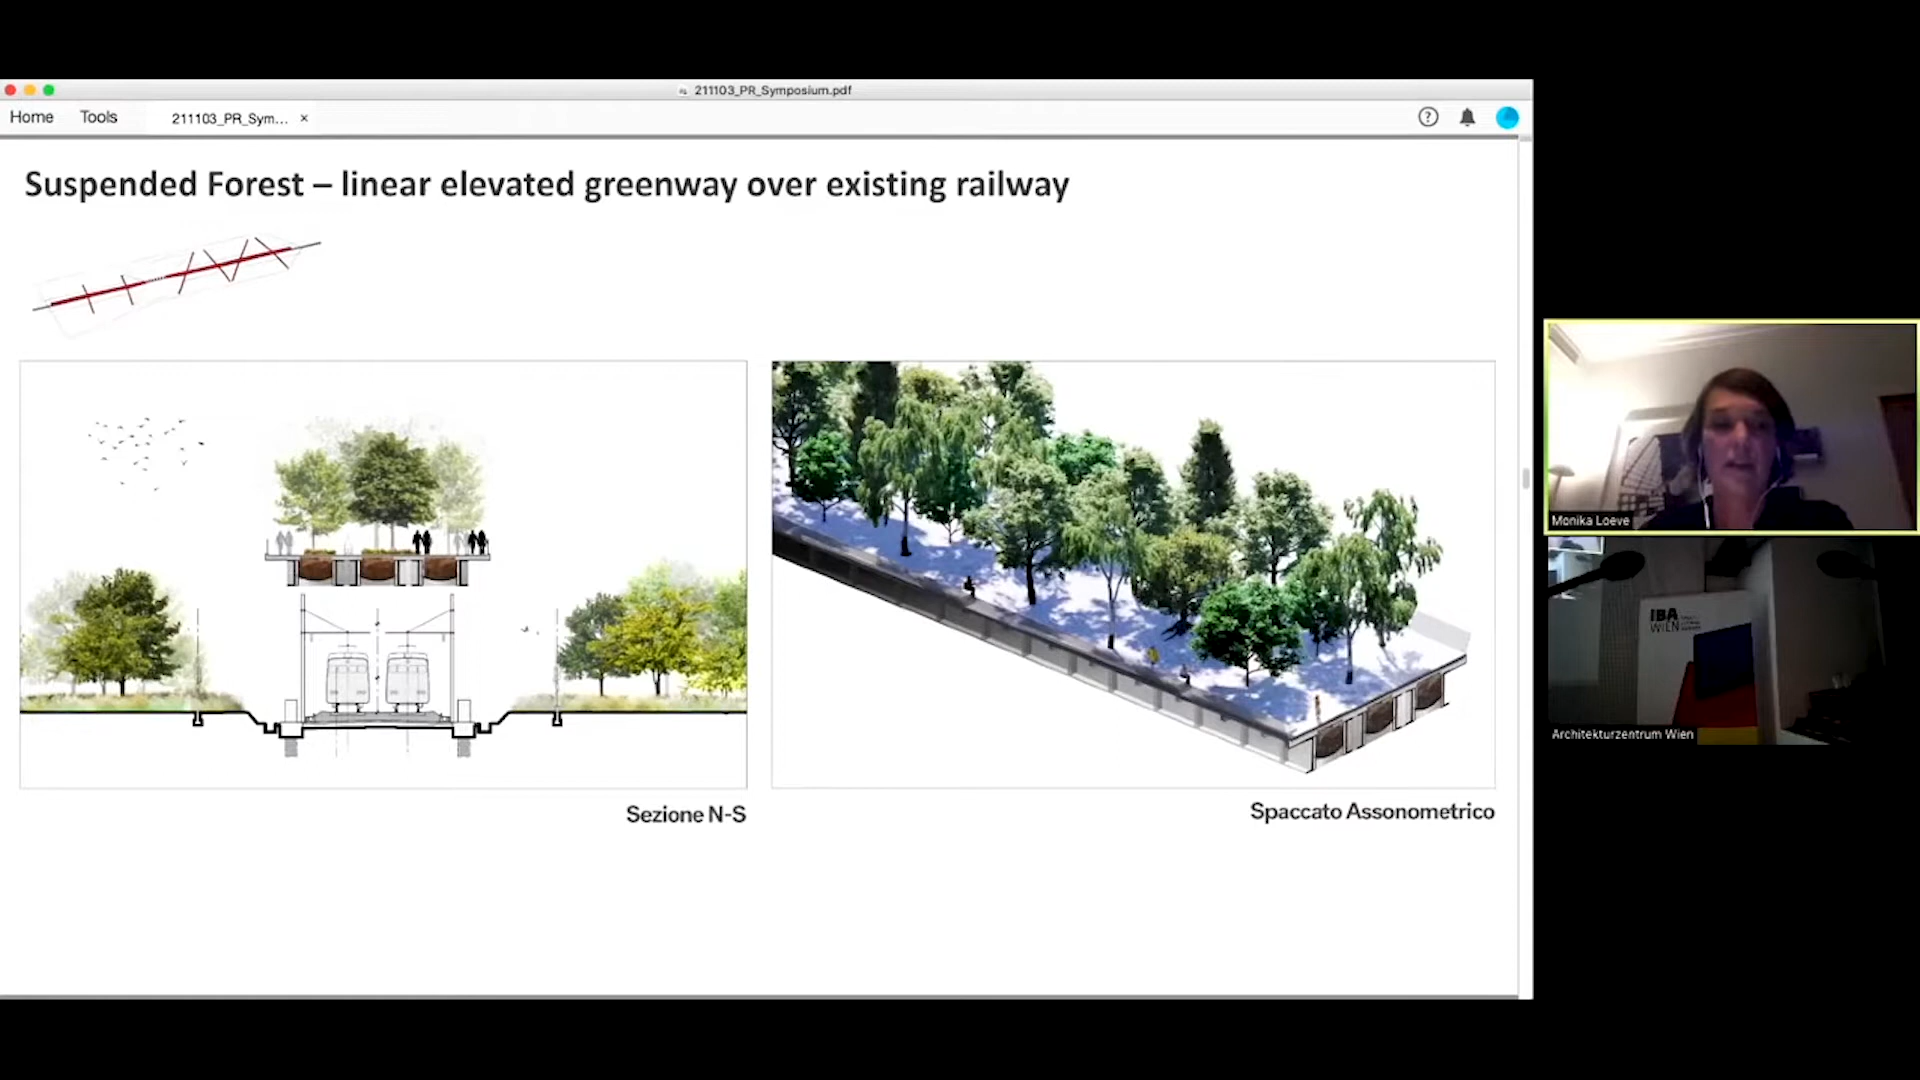 211103_PR_Symposium.pdf
Home
Tools
211103_PR_Sym... ×
Suspended Forest – linear elevated greenway over existing railway
Sezione N-S
Spaccato Assonometrico
Monika Loeve
IBA
WIEN
Architekturzentrum Wien